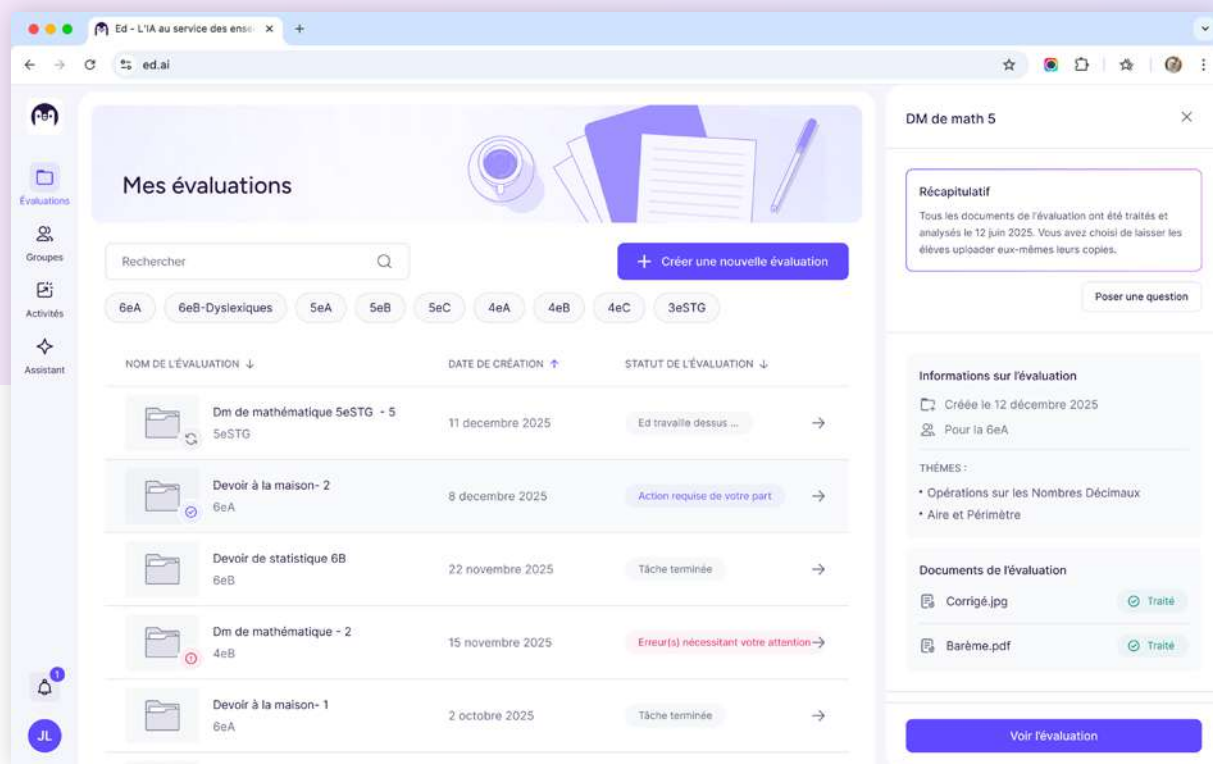 Ed - L'IA au service des ense
ed.ai
Évaluations
Groupes
Activités
Assistant
JL
Mes évaluations
Rechercher
+ Créer une nouvelle évaluation
6eA
6eB-Dyslexiques
5eA
5eB
5eC
4eA
4eB
4eC
3eSTG
NOM DE L'ÉVALUATION ↓
DATE DE CRÉATION ↑
STATUT DE L'ÉVALUATION ↓
Dm de mathématique 5eSTG - 5
5eSTG
11 decembre 2025
Ed travaille dessus ...
Devoir à la maison- 2
6eA
8 decembre 2025
Action requise de votre part
Devoir de statistique 6B
6eB
22 novembre 2025
Tâche terminée
Dm de mathématique - 2
4eB
15 novembre 2025
Erreur(s) nécessitant votre attention
Devoir à la maison- 1
6eA
2 octobre 2025
Tâche terminée
1
DM de math 5
Récapitulatif
Tous les documents de l'évaluation ont été traités et
analysés le 12 juin 2025. Vous avez choisi de laisser les
élèves uploader eux-mêmes leurs copies.
Poser une question
Informations sur l'évaluation
Créée le 12 décembre 2025
Pour la 6eA
THÉMES :
• Opérations sur les Nombres Décimaux
• Aire et Périmètre
Documents de l'évaluation
Corrigé.jpg
Traité
Barème.pdf
Traité
Voir l'évaluation